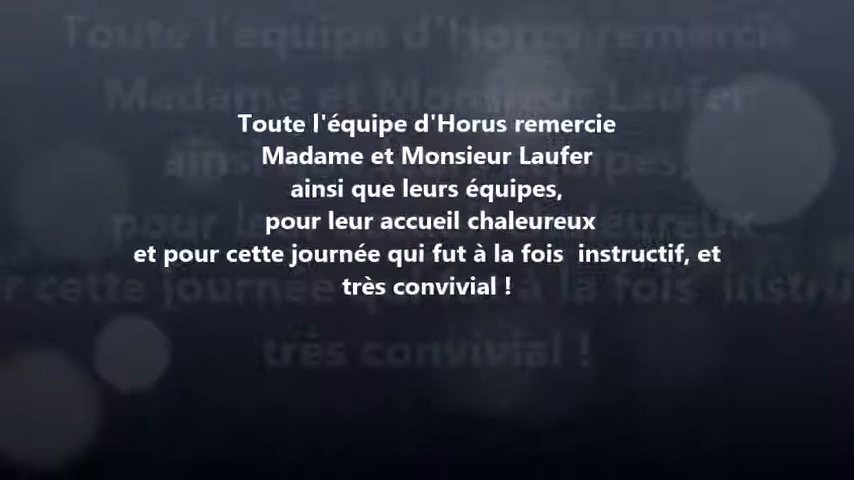 Toute l'équipe d'Horus remercie
Madame et Monsieur Laufer
ainsi que leurs équipes,
pour leur accueil chaleureux
et pour cette journée qui fut à la fois  instructif, et
très convivial !